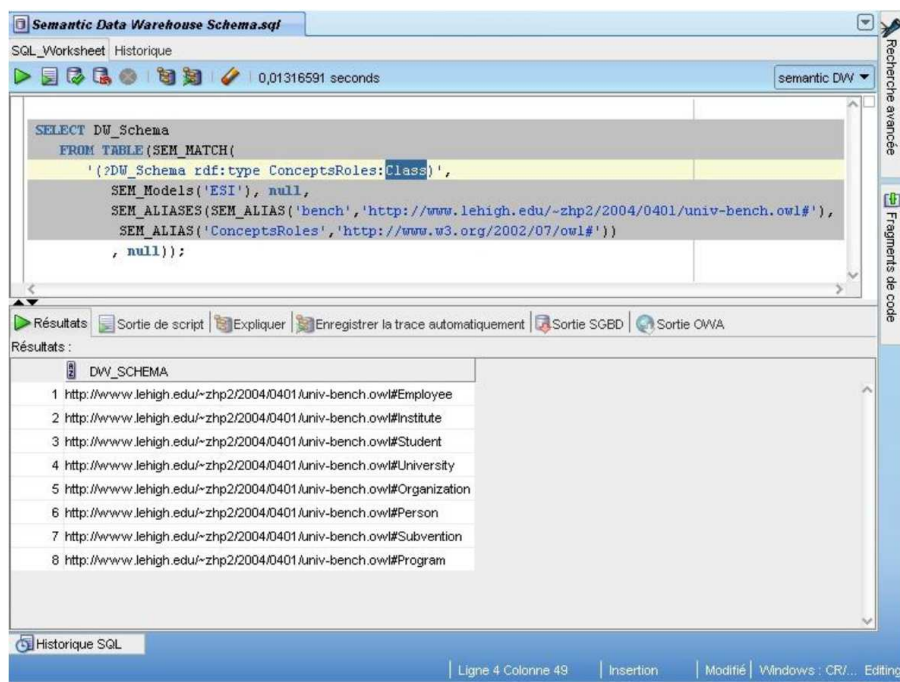 Semantic Data Warehouse Schema.sql
SQL_Worksheet Historique
0,01316591 seconds
semantic DW
SELECT DW_Schema
FROM TABLE(SEM_MATCH(
'(?DW_Schema rdf:type ConceptsRoles:Class)',
SEM_Models('ESI'), null,
SEM_ALIASES(SEM_ALIAS('bench','http://www.lehigh.edu/~zhp2/2004/0401/univ-bench.owl#'),
SEM_ALIAS('ConceptsRoles','http://www.w3.org/2002/07/owl#'))
, null));
Recherche avancée
Fragments de code
Résultats Sortie de script Expliquer Enregistrer la trace automatiquement Sortie SGBD Sortie OWA
Résultats :
DW_SCHEMA
1 http://www.lehigh.edu/~zhp2/2004/0401/univ-bench.owl#Employee
2 http://www.lehigh.edu/~zhp2/2004/0401/univ-bench.owl#Institute
3 http://www.lehigh.edu/~zhp2/2004/0401/univ-bench.owl#Student
4 http://www.lehigh.edu/~zhp2/2004/0401/univ-bench.owl#University
5 http://www.lehigh.edu/~zhp2/2004/0401/univ-bench.owl#Organization
6 http://www.lehigh.edu/~zhp2/2004/0401/univ-bench.owl#Person
7 http://www.lehigh.edu/~zhp2/2004/0401/univ-bench.owl#Subvention
8 http://www.lehigh.edu/~zhp2/2004/0401/univ-bench.owl#Program
Historique SQL
Ligne 4 Colonne 49 Insertion Modifié Windows : CR/... Editing